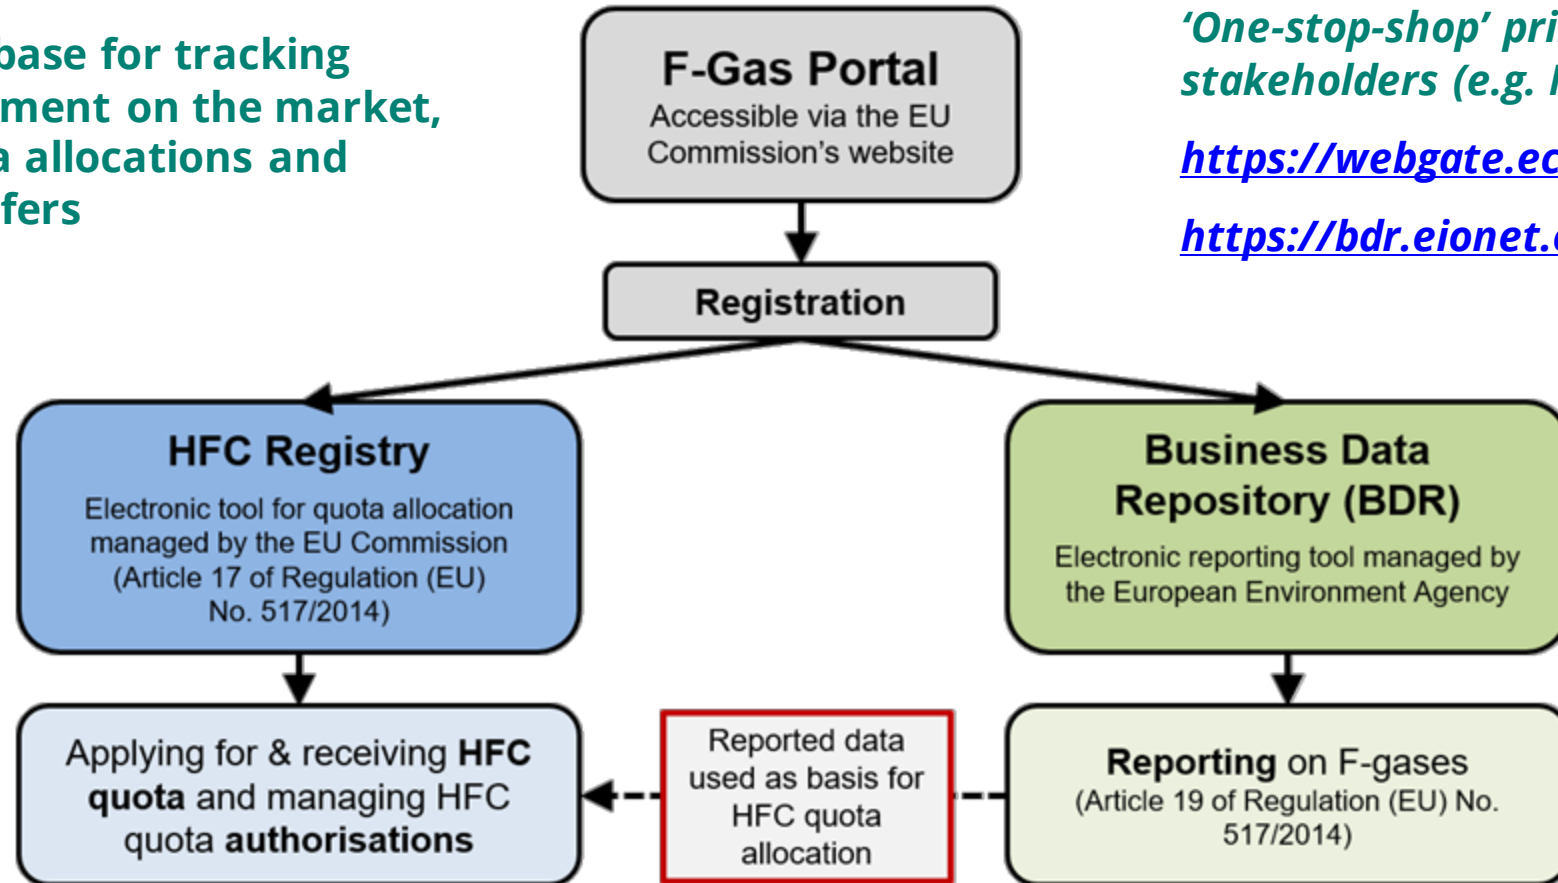 base for tracking
ment on the market,
a allocations and
fers
F-Gas Portal
Accessible via the EU
Commission's website
‘One-stop-shop’ pri
stakeholders (e.g.
https://webgate.ec
https://bdr.eionet.
Registration
HFC Registry
Electronic tool for quota allocation
managed by the EU Commission
(Article 17 of Regulation (EU)
No. 517/2014)
Business Data
Repository (BDR)
Electronic reporting tool managed by
the European Environment Agency
Applying for & receiving HFC
quota and managing HFC
quota authorisations
Reported data
used as basis for
HFC quota
allocation
Reporting on F-gases
(Article 19 of Regulation (EU) No.
517/2014)